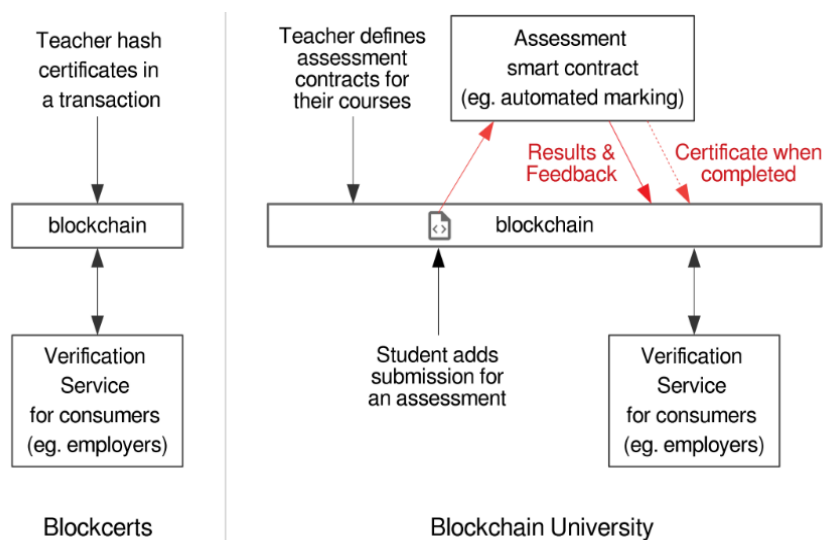 Teacher hash
certificates in
a transaction
blockchain
Verification
Service
for consumers
(eg. employers)
Blockcerts
Teacher defines
assessment
contracts for
their courses
Assessment
smart contract
(eg. automated marking)
Results &
Feedback
Certificate when
completed
<> blockchain
Student adds
submission for
an assessment
Verification
Service
for consumers
(eg. employers)
Blockchain University